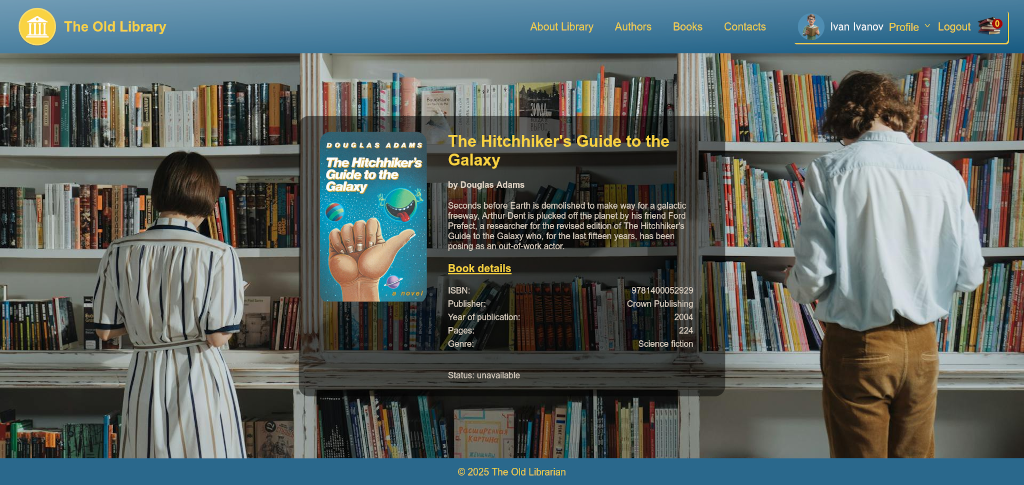 The Old Library
About Library
Authors
Books
Contacts
Ivan Ivanov
Profile
Logout
0
DOUGLAS ADAMS
The Hitchhiker's
Guide to the
Galaxy
a novel
The Hitchhiker's Guide to the
Galaxy
by Douglas Adams
Seconds before Earth is demolished to make way for a galactic
freeway, Arthur Dent is plucked off the planet by his friend Ford
Prefect, a researcher for the revised edition of The Hitchhiker's
Guide to the Galaxy who, for the last fifteen years, has been
posing as an out-of-work actor.
Book details
ISBN: 9781400052929
Publisher: Crown Publishing
Year of publication: 2004
Pages: 224
Genre: Science fiction
Status: unavailable
© 2025 The Old Librarian